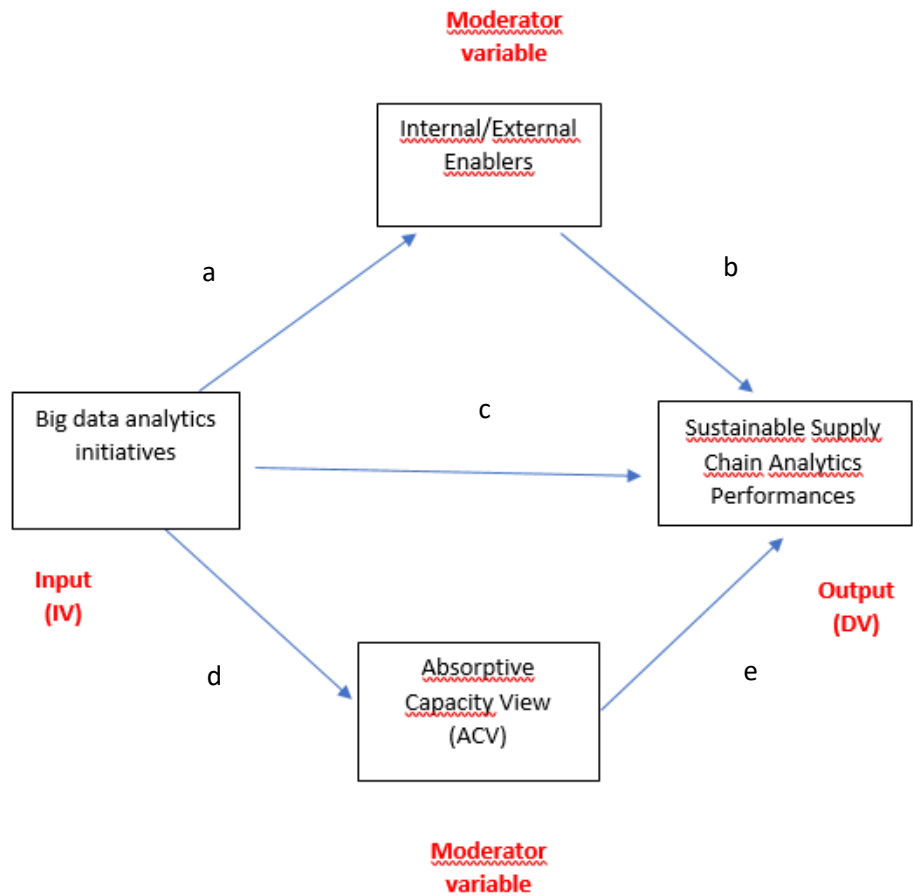 Moderator
variable
Internal/External
Enablers
a
b
Big data analytics
initiatives
c
Sustainable Supply
Chain Analytics
Performances
Input
(IV)
Output
(DV)
d
Absorptive
Capacity View
(ACV)
e
Moderator
variable